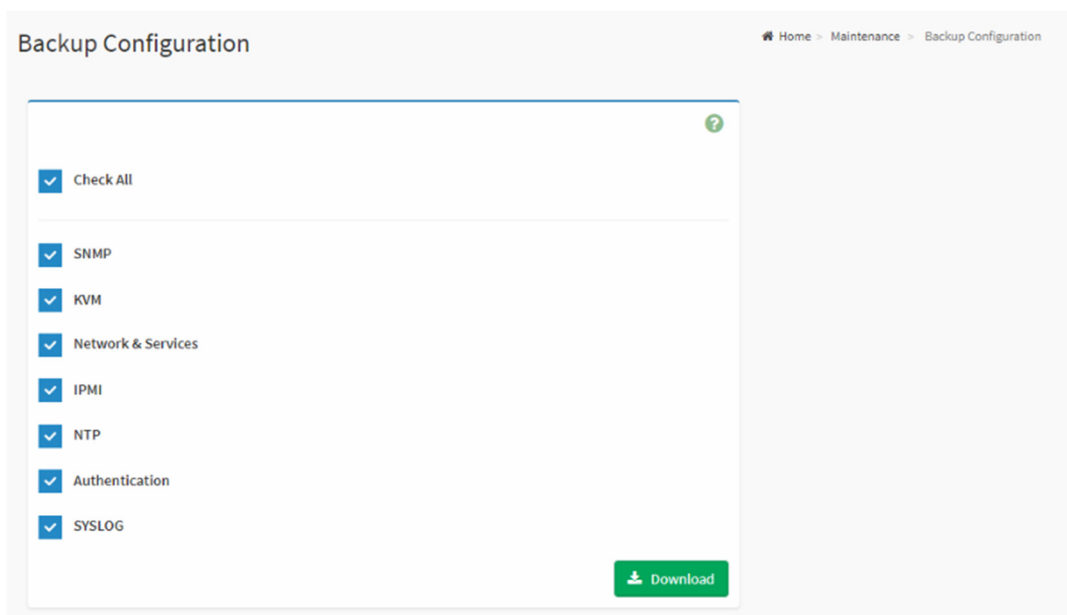 Backup Configuration
Home > Maintenance > Backup Configuration
?
Check All
SNMP
KVM
Network & Services
IPMI
NTP
Authentication
SYSLOG
Download